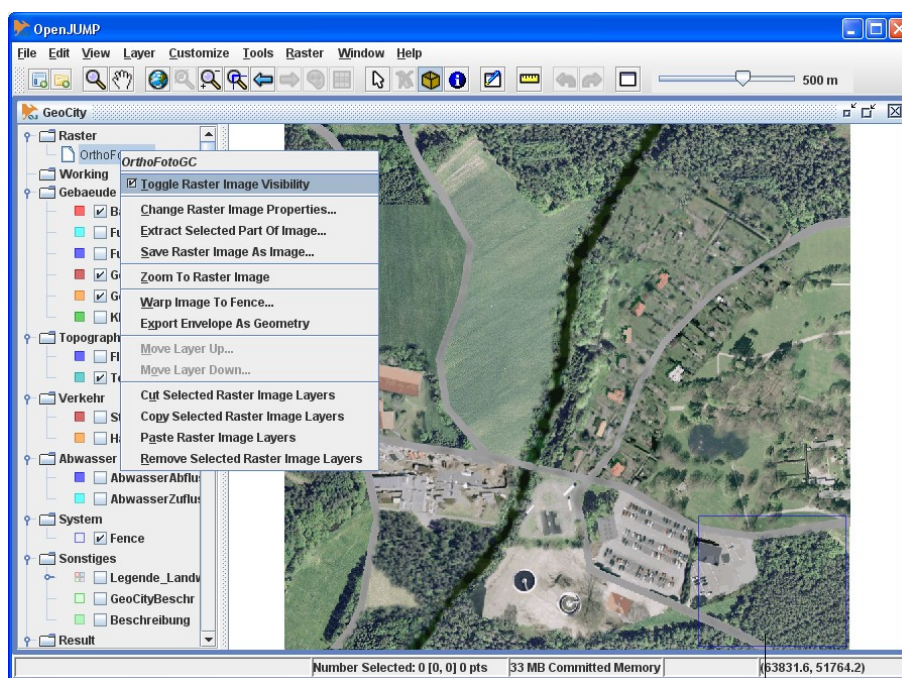 OpenJUMP
File Edit View Layer Customize Tools Raster Window Help
500 m
GeoCity
Raster
OrthoFotoGC
Toggle Raster Image Visibility
Change Raster Image Properties...
Extract Selected Part Of Image...
Save Raster Image As Image...
Zoom To Raster Image
Warp Image To Fence...
Export Envelope As Geometry
Move Layer Up...
Move Layer Down...
Cut Selected Raster Image Layers
Copy Selected Raster Image Layers
Paste Raster Image Layers
Remove Selected Raster Image Layers
Working
Gebaeude
Topograph
Verkehr
Abwasser
AbwasserAbflus
AbwasserZuflus
System
Fence
Sonstiges
Legende_Landw
GeoCityBeschr
Beschreibung
Result
Number Selected: 0 [0, 0] 0 pts 33 MB Committed Memory (63831.6, 51764.2)